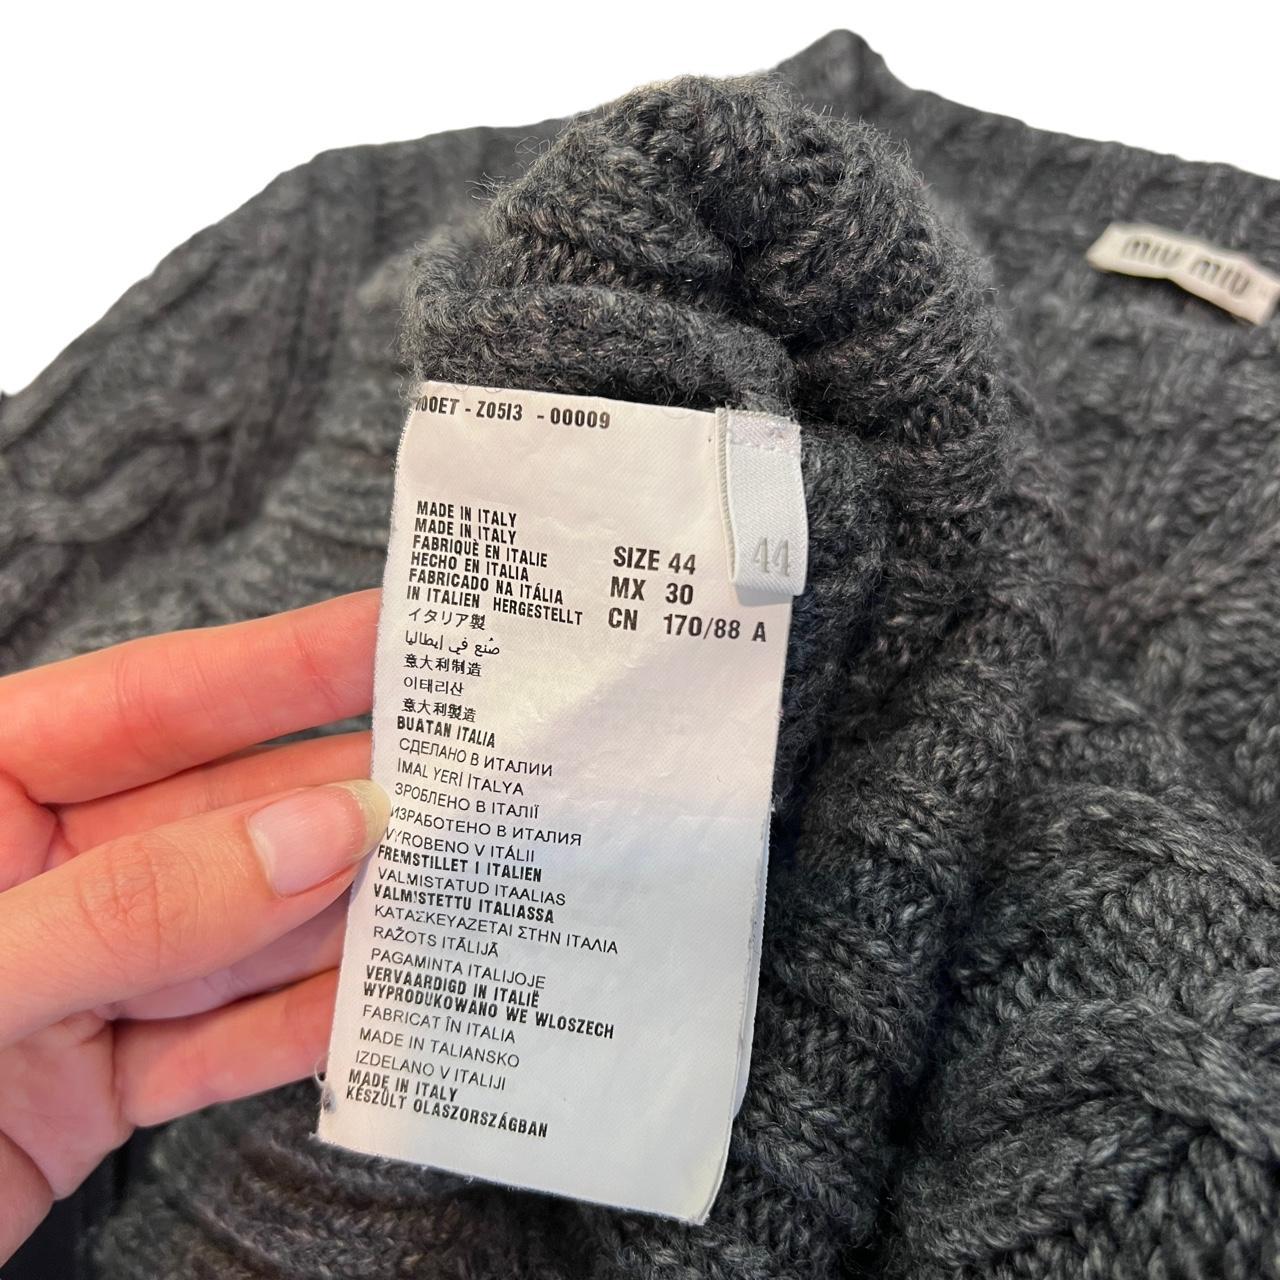 MIU MIU
00ET - Z05I3 - 00009
44
MADE IN ITALY
MADE IN ITALY
FABRIQUÈ EN ITALIE
HECHO EN ITALIA
FABRICADO NA ITÁLIA
IN ITALIEN HERGESTELLT
SIZE 44
MX 30
CN 170/88 A
イタリア製
صنع في إيطاليا
意大利制造
이태리산
意大利製造
BUATAN ITALIA
СДЕЛАНО В ИТАЛИИ
İMAL YERİ İTALYA
ЗРОБЛЕНО В ІТАЛІЇ
ИЗРАБОТЕНО В ИТАЛИЯ
VYROBENO V ITÁLII
FREMSTILLET I ITALIEN
VALMISTATUD ITAALIAS
VALMISTETTU ITALIASSA
ΚΑΤΑΣΚΕΥΑΖΕΤΑΙ ΣΤΗΝ ΙΤΑΛΙΑ
RAŽOTS ITĀLIJĀ
PAGAMINTA ITALIJOJE
VERVAARDIGD IN ITALIË
WYPRODUKOWANO WE WLOSZECH
FABRICAT ÎN ITALIA
MADE IN TALIANSKO
IZDELANO V ITALIJI
MADE IN ITALY
KÉSZÜLT OLASZORSZÁGBAN